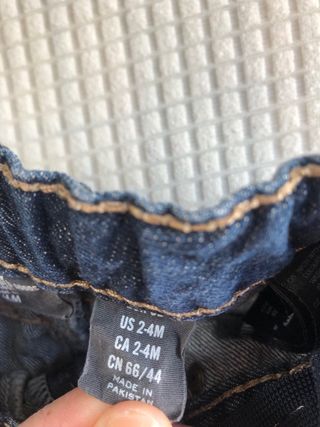 US 2-4M
CA 2-4M
CN 66/44
MADE IN
PAKISTAN